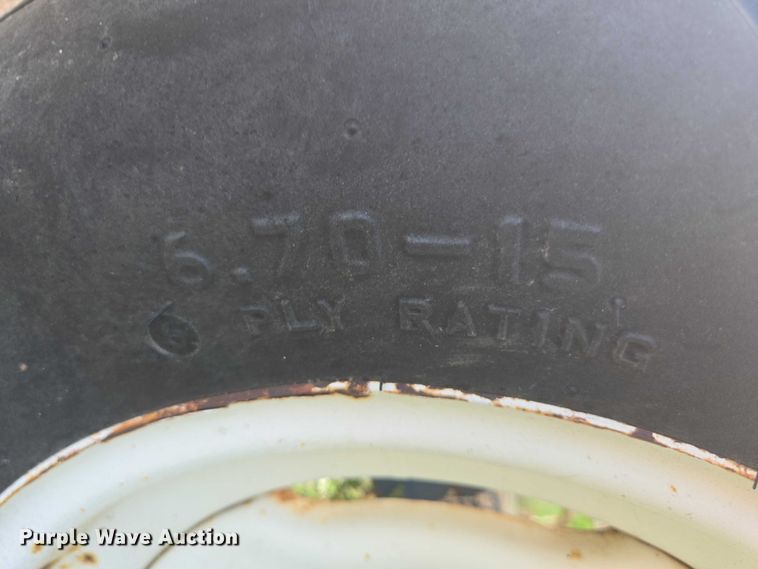 6.70-15
6 PLY RATING
Purple Wave Auction